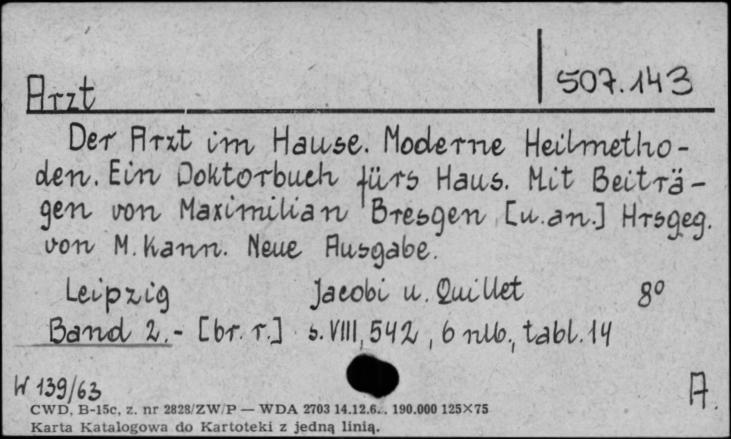 Arzt 507.143
Der Arzt im Hause. Moderne Heilmetho-
den. Ein Doktorbuch fürs Haus. Mit Beiträ-
gen von Maximilian Bresgen [u.an.] Hrsgeg.
von M. Kann. Neue Ausgabe.
Leipzig Jacobi u. Quillet 8º
Band 2.- [br. r.] s. VIII, 542, 6 nlb., tabl. 14
W 139/63 A.
CWD, B-15c, z. nr 2828/ZW/P — WDA 2703 14.12.6.. 190.000 125×75
Karta Katalogowa do Kartoteki z jedną linią.